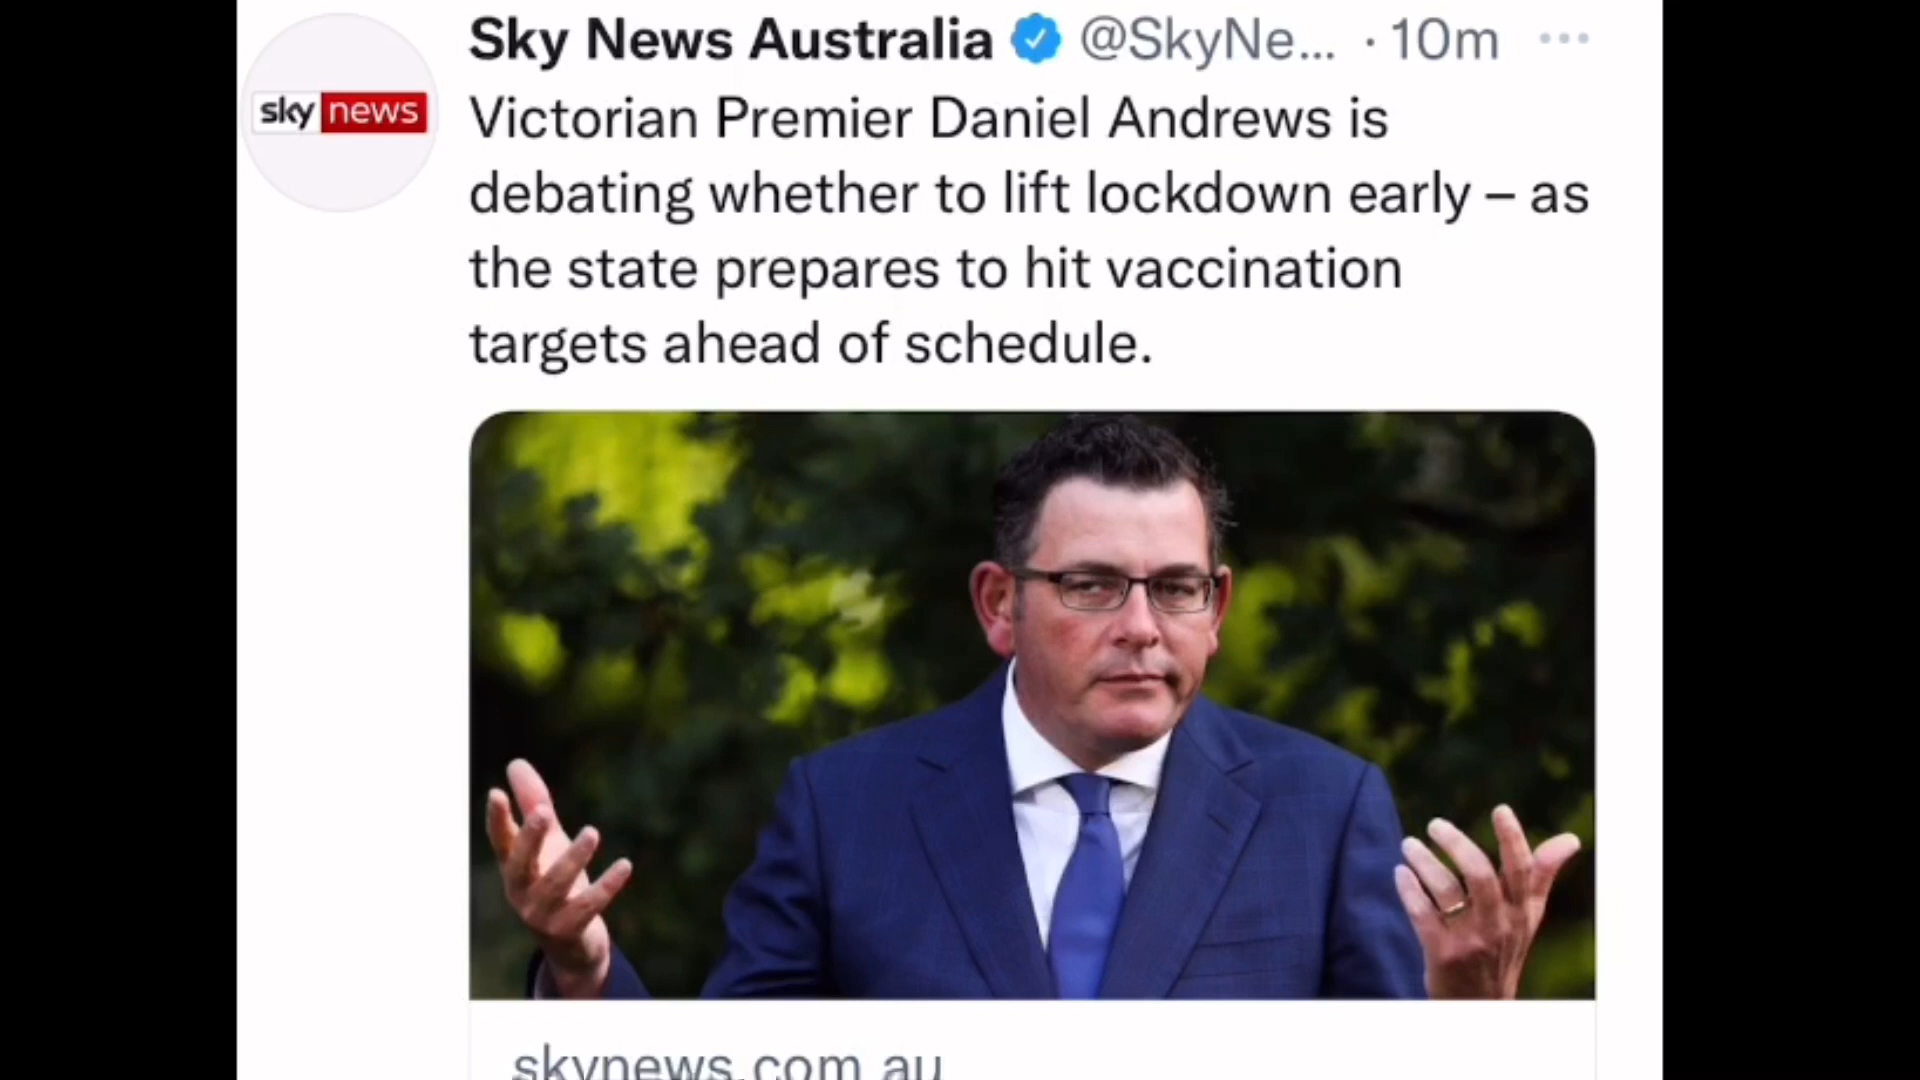 Sky News Australia @SkyNe... · 10m
sky news
Victorian Premier Daniel Andrews is
debating whether to lift lockdown early – as
the state prepares to hit vaccination
targets ahead of schedule.
skynews.com.au